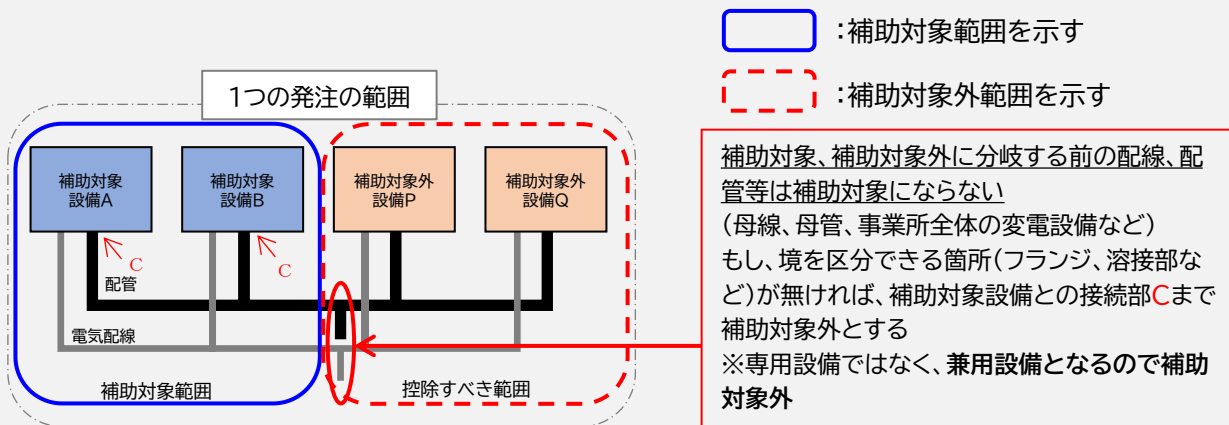 :補助対象範囲を示す
:補助対象外範囲を示す
1つの発注の範囲
補助対象
設備A
補助対象
設備B
補助対象外
設備P
補助対象外
設備Q
C
C
配管
電気配線
補助対象範囲
控除すべき範囲
補助対象、補助対象外に分岐する前の配線、配
管等は補助対象にならない
(母線、母管、事業所全体の変電設備など)
もし、境を区分できる箇所(フランジ、溶接部な
ど)が無ければ、補助対象設備との接続部Cまで
補助対象外とする
※専用設備ではなく、兼用設備となるので補助
対象外